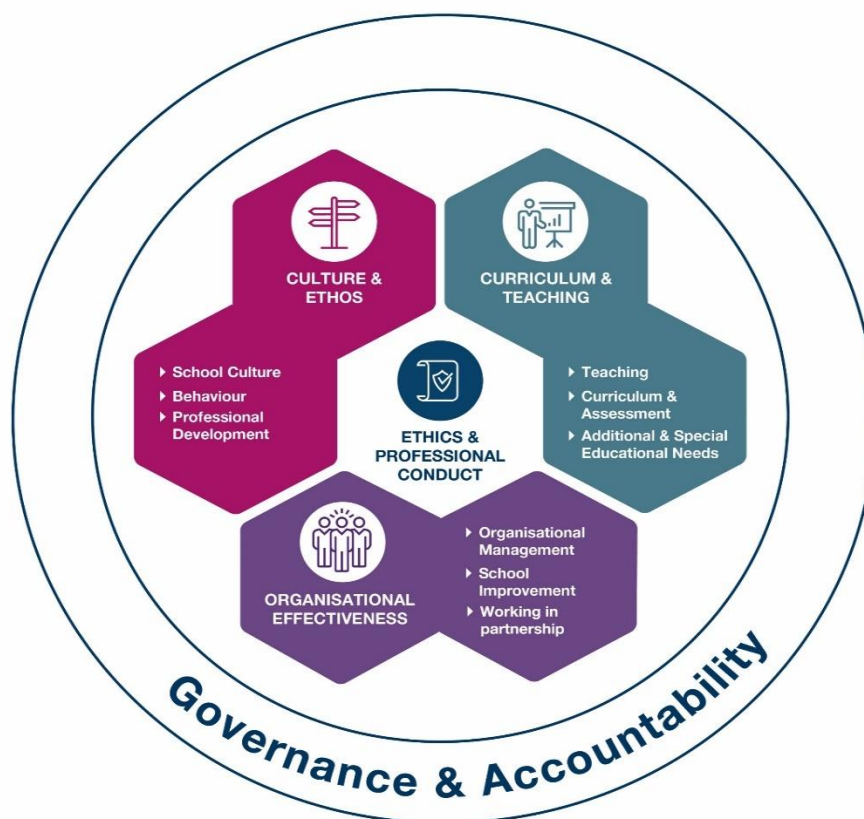 CULTURE &
ETHOS
School Culture
Behaviour
Professional
Development
CURRICULUM &
TEACHING
Teaching
Curriculum &
Assessment
Additional & Special
Educational Needs
ETHICS &
PROFESSIONAL
CONDUCT
ORGANISATIONAL
EFFECTIVENESS
Organisational
Management
School
Improvement
Working in
partnership
Governance & Accountability